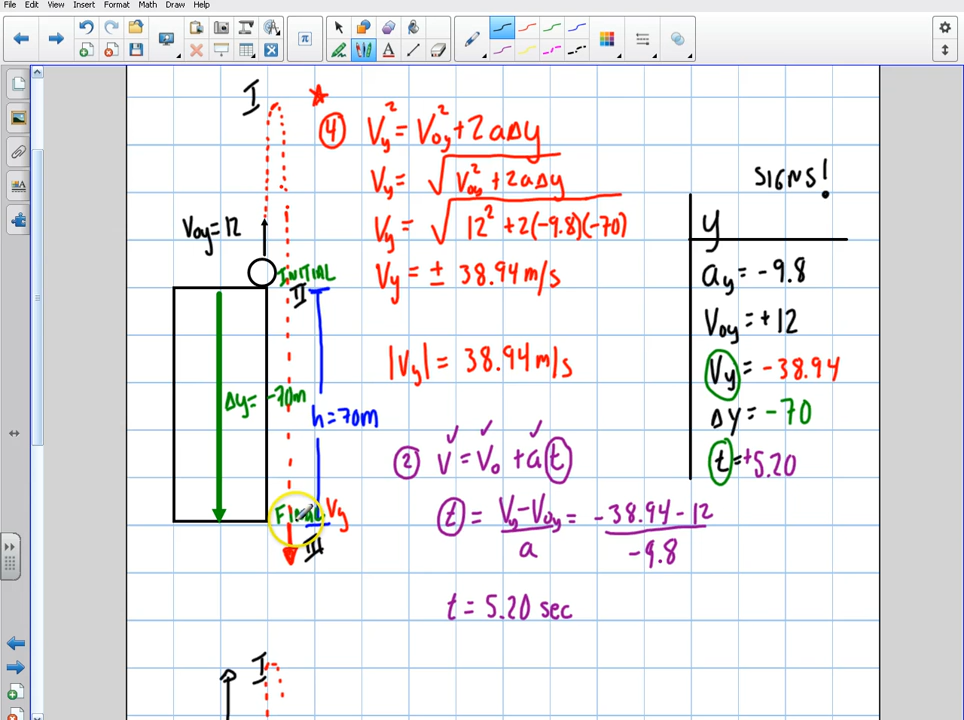 File Edit View Insert Format Math Draw Help
π
I
④ Vy² = Voy² + 2aΔy
Vy = √Voy² + 2aΔy
Vy = √12² + 2(-9.8)(-70)
Vy = ± 38.94 m/s
|Vy| = 38.94 m/s
② V = Vo + at
t = Vy - Voy / a = -38.94 - 12 / -9.8
t = 5.20 sec
Voy = 12
INITIAL
II
Δy = -70m
h = 70m
Final Vy
III
SIGNS!
y
ay = -9.8
Voy = +12
Vy = -38.94
Δy = -70
t = +5.20
I